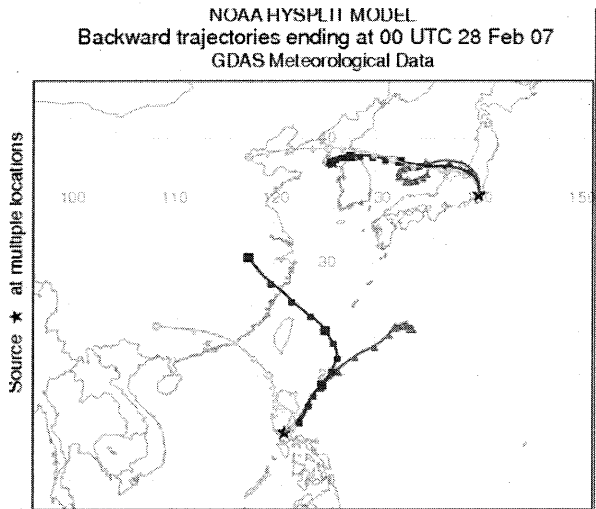 NOAA HYSPLIT MODEL
Backward trajectories ending at 00 UTC 28 Feb 07
GDAS Meteorological Data
Source ★ at multiple locations
40
100 110 120 130 150
30